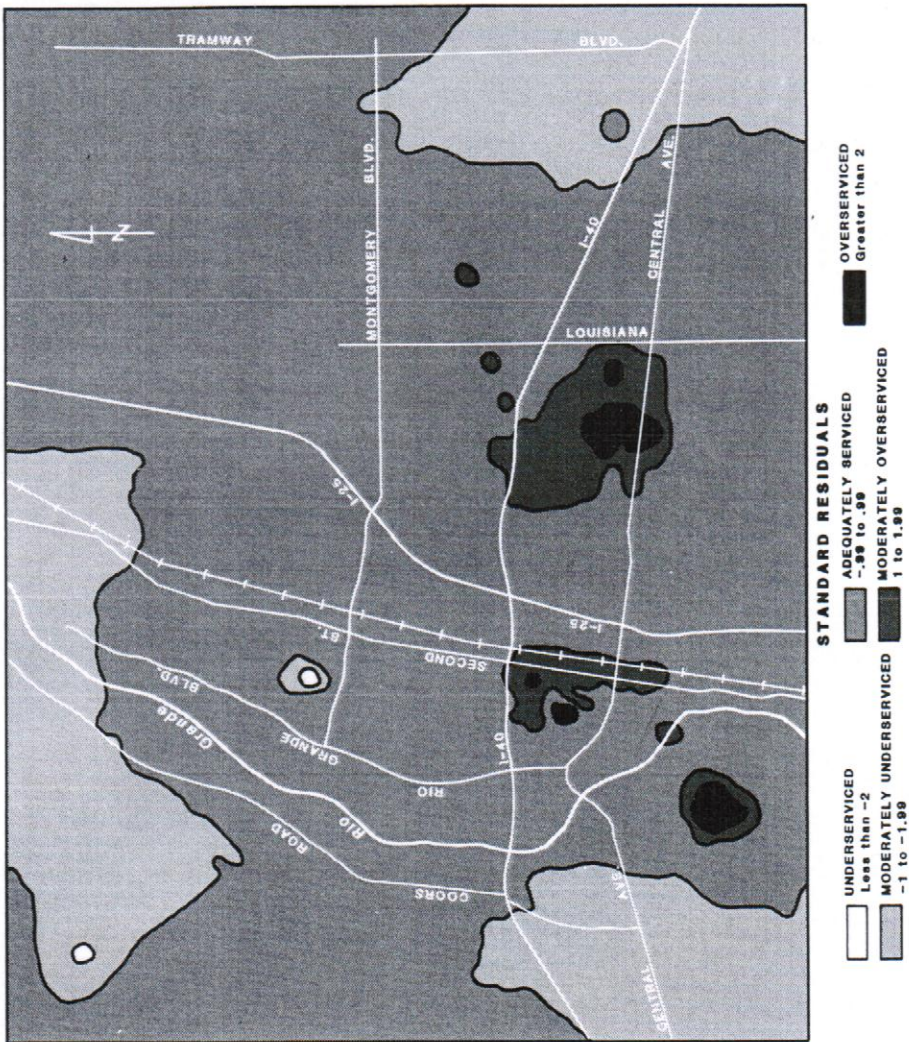 TRAMWAY BLVD.
N
MONTGOMERY BLVD.
I-40
CENTRAL AVE.
LOUISIANA
I-25
I-25
SECOND ST.
RIO GRANDE BLVD.
Rio Grande
I-40
COORS ROAD
CENTRAL AVE.
STANDARD RESIDUALS
UNDERSERVICED
Less than -2
MODERATELY UNDERSERVICED
-1 to -1.99
ADEQUATELY SERVICED
-.99 to .99
MODERATELY OVERSERVICED
1 to 1.99
OVERSERVICED
Greater than 2